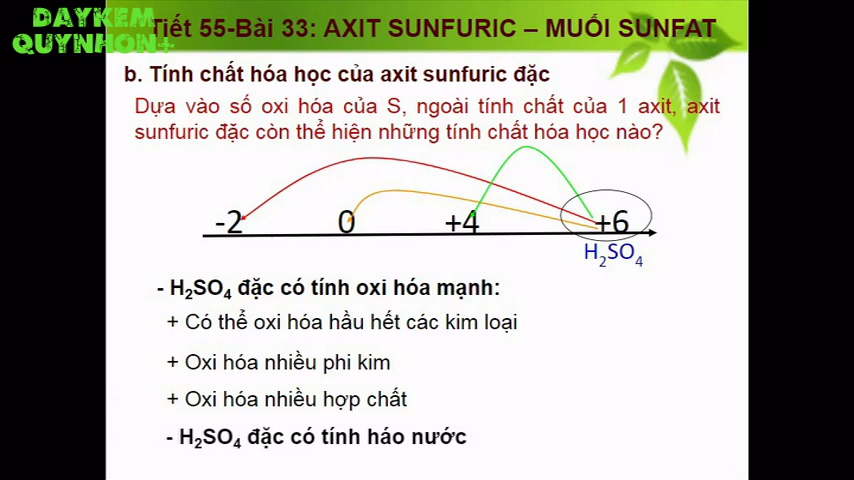 DAYKEM
QUYNHON+
Tiết 55-Bài 33: AXIT SUNFURIC – MUỐI SUNFAT
b. Tính chất hóa học của axit sunfuric đặc
Dựa vào số oxi hóa của S, ngoài tính chất của 1 axit, axit
sunfuric đặc còn thể hiện những tính chất hóa học nào?
-2 0 +4 +6
H₂SO₄
- H₂SO₄ đặc có tính oxi hóa mạnh:
+ Có thể oxi hóa hầu hết các kim loại
+ Oxi hóa nhiều phi kim
+ Oxi hóa nhiều hợp chất
- H₂SO₄ đặc có tính háo nước